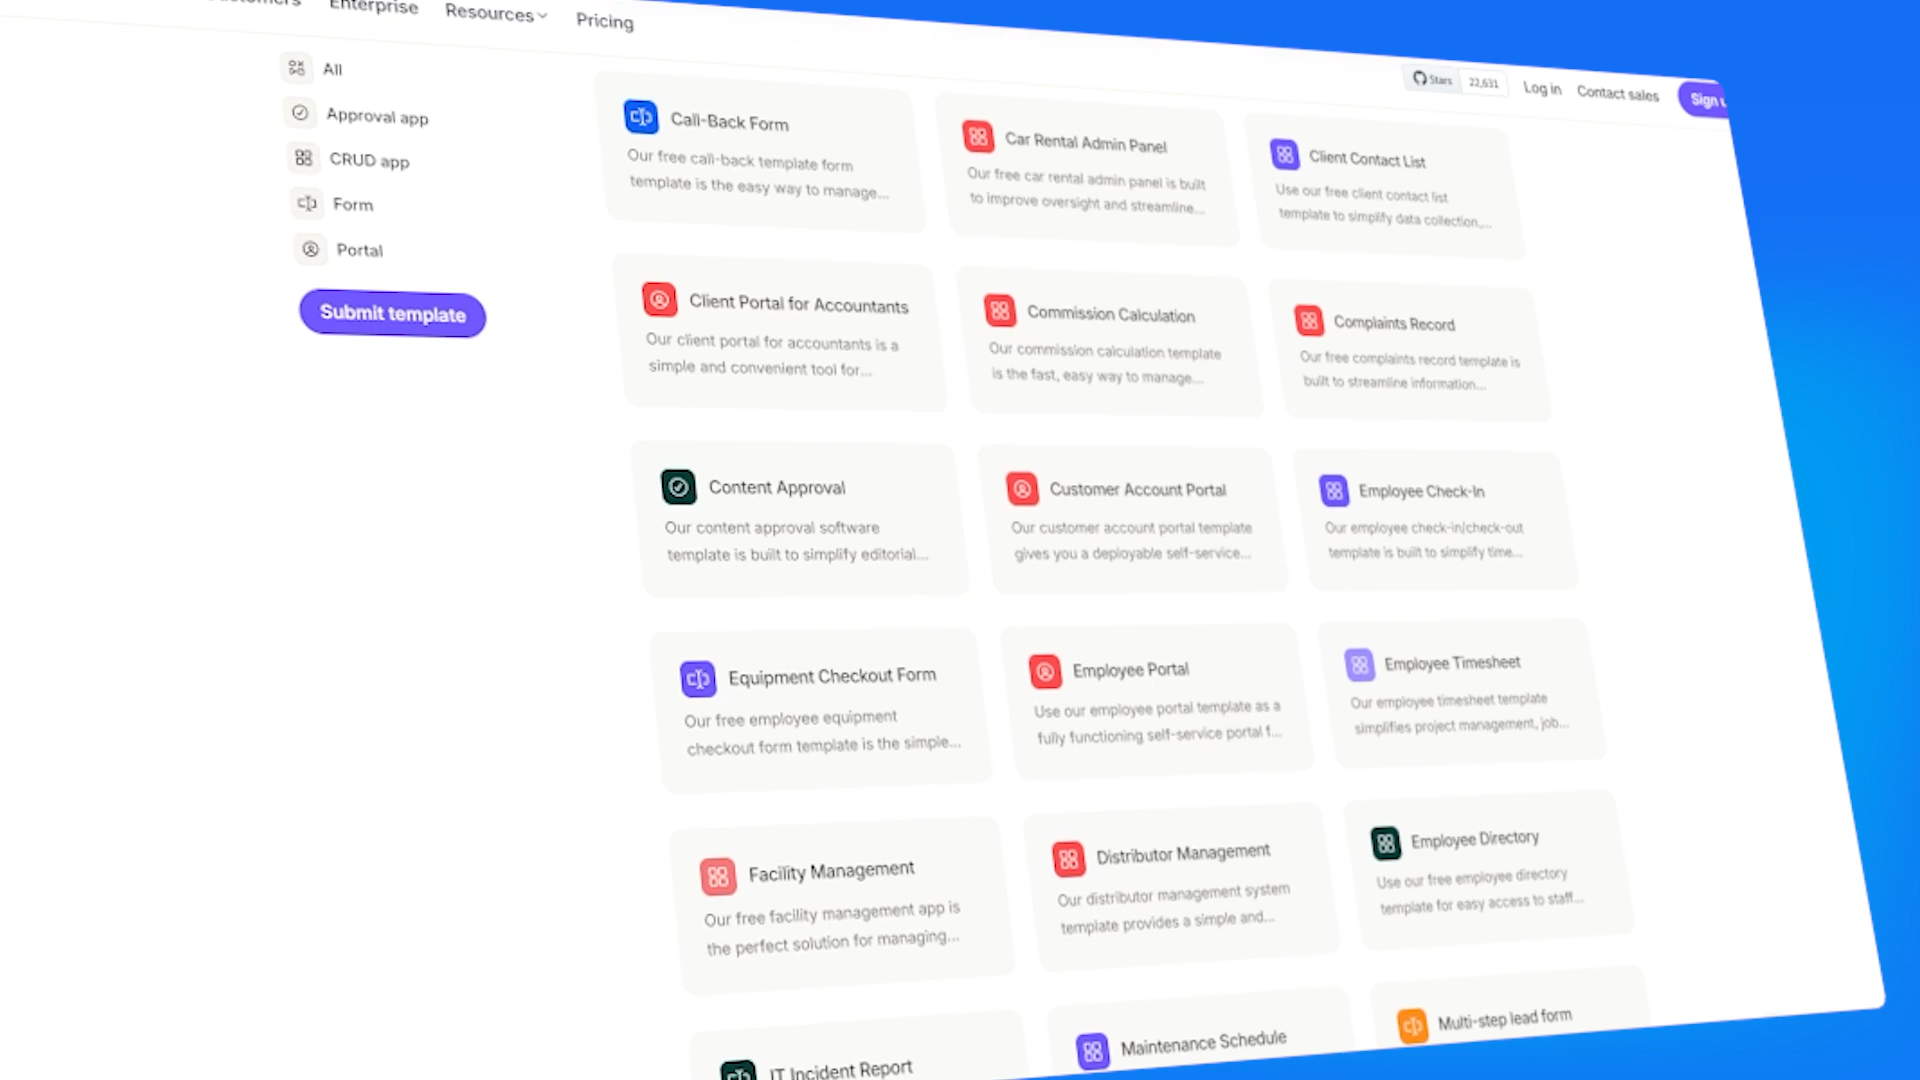 Enterprise
Resources
Pricing
Stars
22,631
Log in
Contact sales
Sign
All
Approval app
CRUD app
Form
Portal
Submit template
Call-Back Form
Our free call-back template form
template is the easy way to manage...
Car Rental Admin Panel
Our free car rental admin panel is built
to improve oversight and streamline...
Client Contact List
Use our free client contact list
template to simplify data collection,...
Client Portal for Accountants
Our client portal for accountants is a
simple and convenient tool for...
Commission Calculation
Our commission calculation template
is the fast, easy way to manage...
Complaints Record
Our free complaints record template is
built to streamline information...
Content Approval
Our content approval software
template is built to simplify editorial...
Customer Account Portal
Our customer account portal template
gives you a deployable self-service...
Employee Check-In
Our employee check-in/check-out
template is built to simplify time...
Equipment Checkout Form
Our free employee equipment
checkout form template is the simple...
Employee Portal
Use our employee portal template as a
fully functioning self-service portal f...
Employee Timesheet
Our employee timesheet template
simplifies project management, job...
Facility Management
Our free facility management app is
the perfect solution for managing...
Distributor Management
Our distributor management system
template provides a simple and...
Employee Directory
Use our free employee directory
template for easy access to staff...
IT Incident Report
Maintenance Schedule
Multi-step lead form